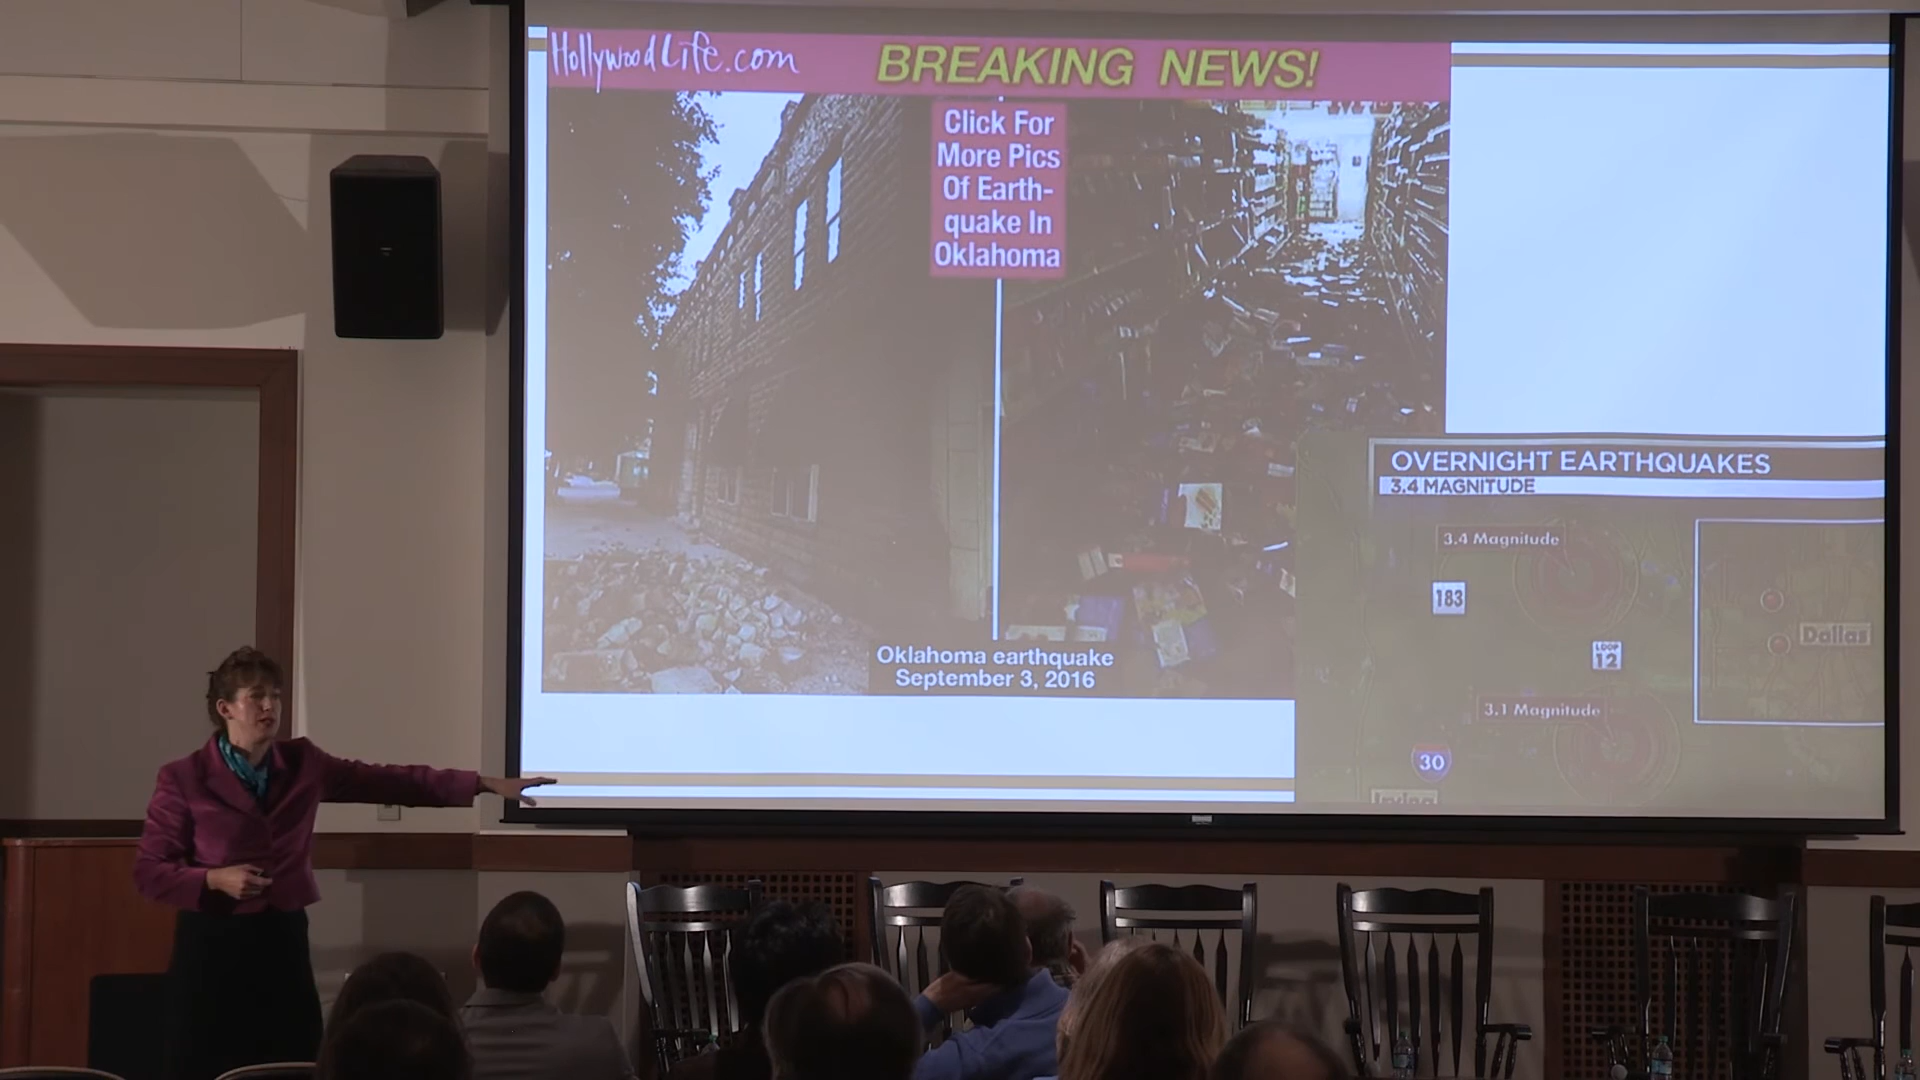 HollywoodLife.com
BREAKING NEWS!
Click For
More Pics
Of Earth-
quake In
Oklahoma
Oklahoma earthquake
September 3, 2016
OVERNIGHT EARTHQUAKES
3.4 MAGNITUDE
3.4 Magnitude
183
LOOP
12
Dallas
3.1 Magnitude
30
Irving